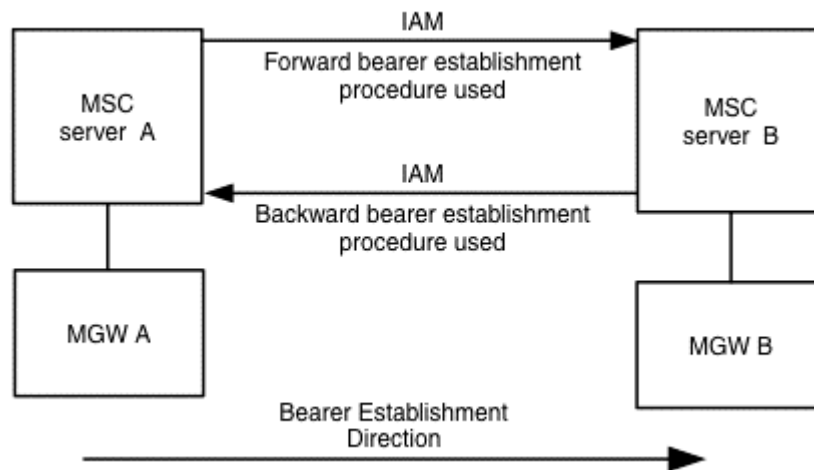 IAM
Forward bearer establishment
procedure used
MSC
server A
MSC
server B
IAM
Backward bearer establishment
procedure used
MGW A
MGW B
Bearer Establishment
Direction